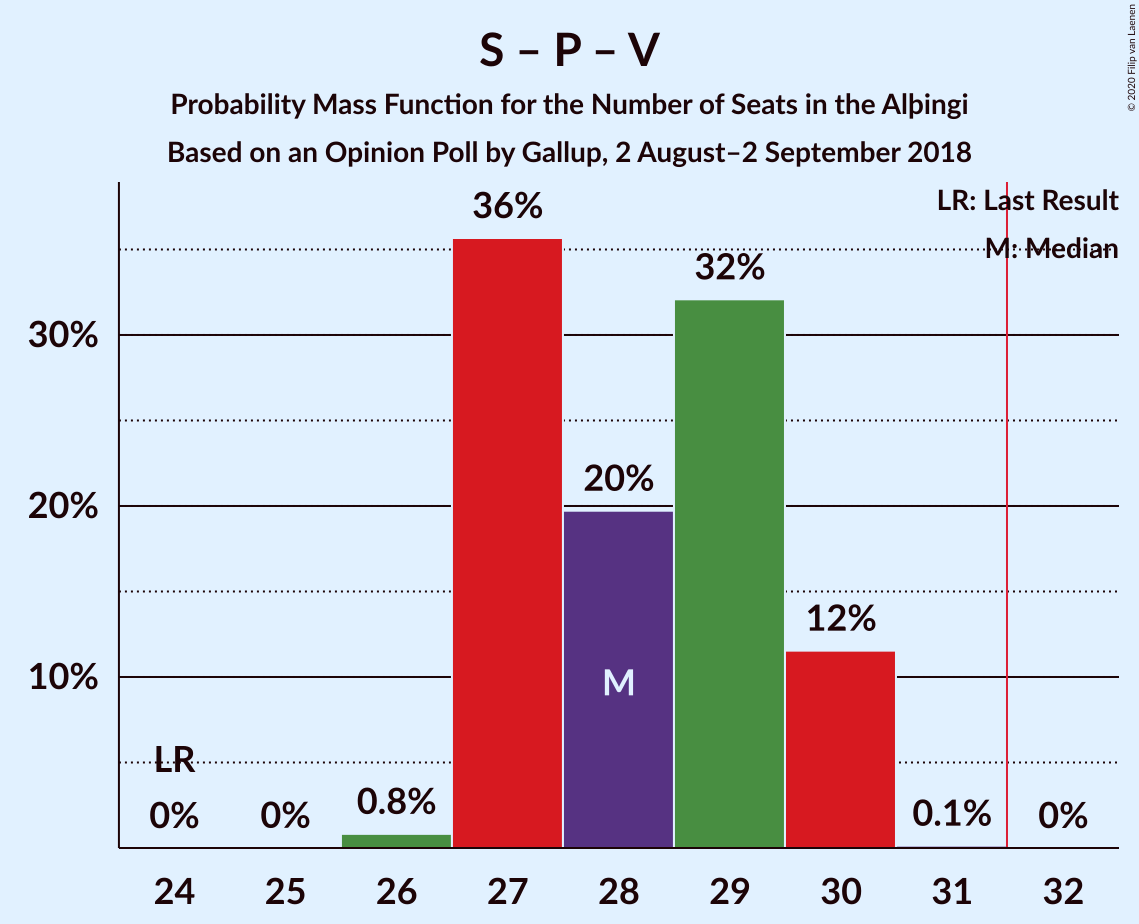 S – P – V
Probability Mass Function for the Number of Seats in the Alþingi
Based on an Opinion Poll by Gallup, 2 August–2 September 2018
© 2020 Filip van Laenen
LR: Last Result
M: Median
36%
32%
30%
20%
20%
12%
10%
M
LR
0%
0%
0.8%
0.1%
0%
24 25 26 27 28 29 30 31 32